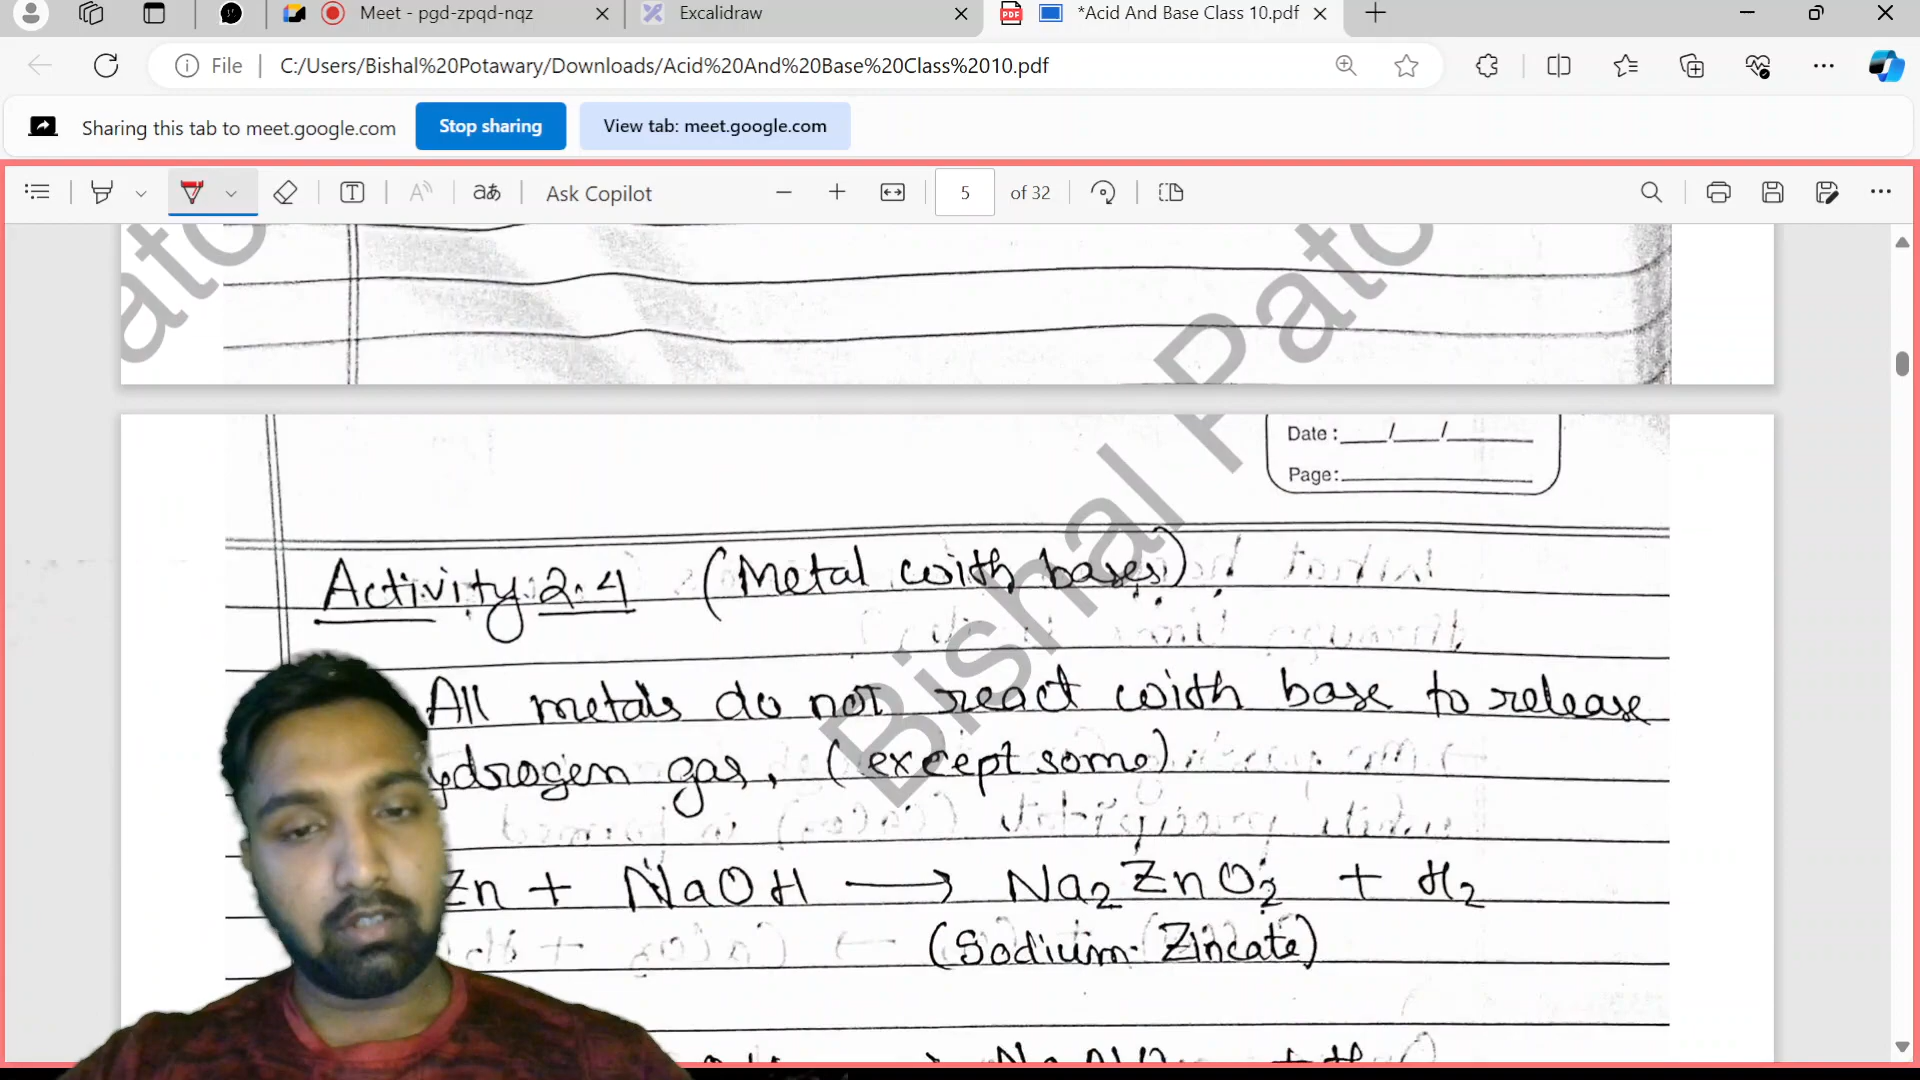 Meet - pgd-zpqd-nqz
Excalidraw
*Acid And Base Class 10.pdf
File
C:/Users/Bishal%20Potawary/Downloads/Acid%20And%20Base%20Class%2010.pdf
Sharing this tab to meet.google.com
Stop sharing
View tab: meet.google.com
Ask Copilot
5 of 32
Date : / /
Page:
Bishal Pato
Activity 2.4 (Metal with bases)
All metals do not react with base to release
ydrogen gas, (except some)
Zn + NaOH → Na2ZnO2 + H2
(Sodium Zincate)